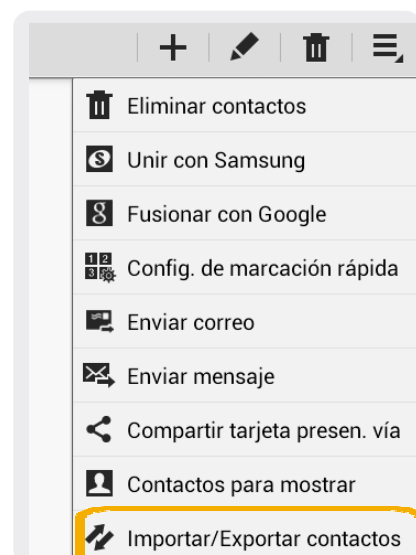 Eliminar contactos
Unir con Samsung
Fusionar con Google
Config. de marcación rápida
Enviar correo
Enviar mensaje
Compartir tarjeta presen. vía
Contactos para mostrar
Importar/Exportar contactos